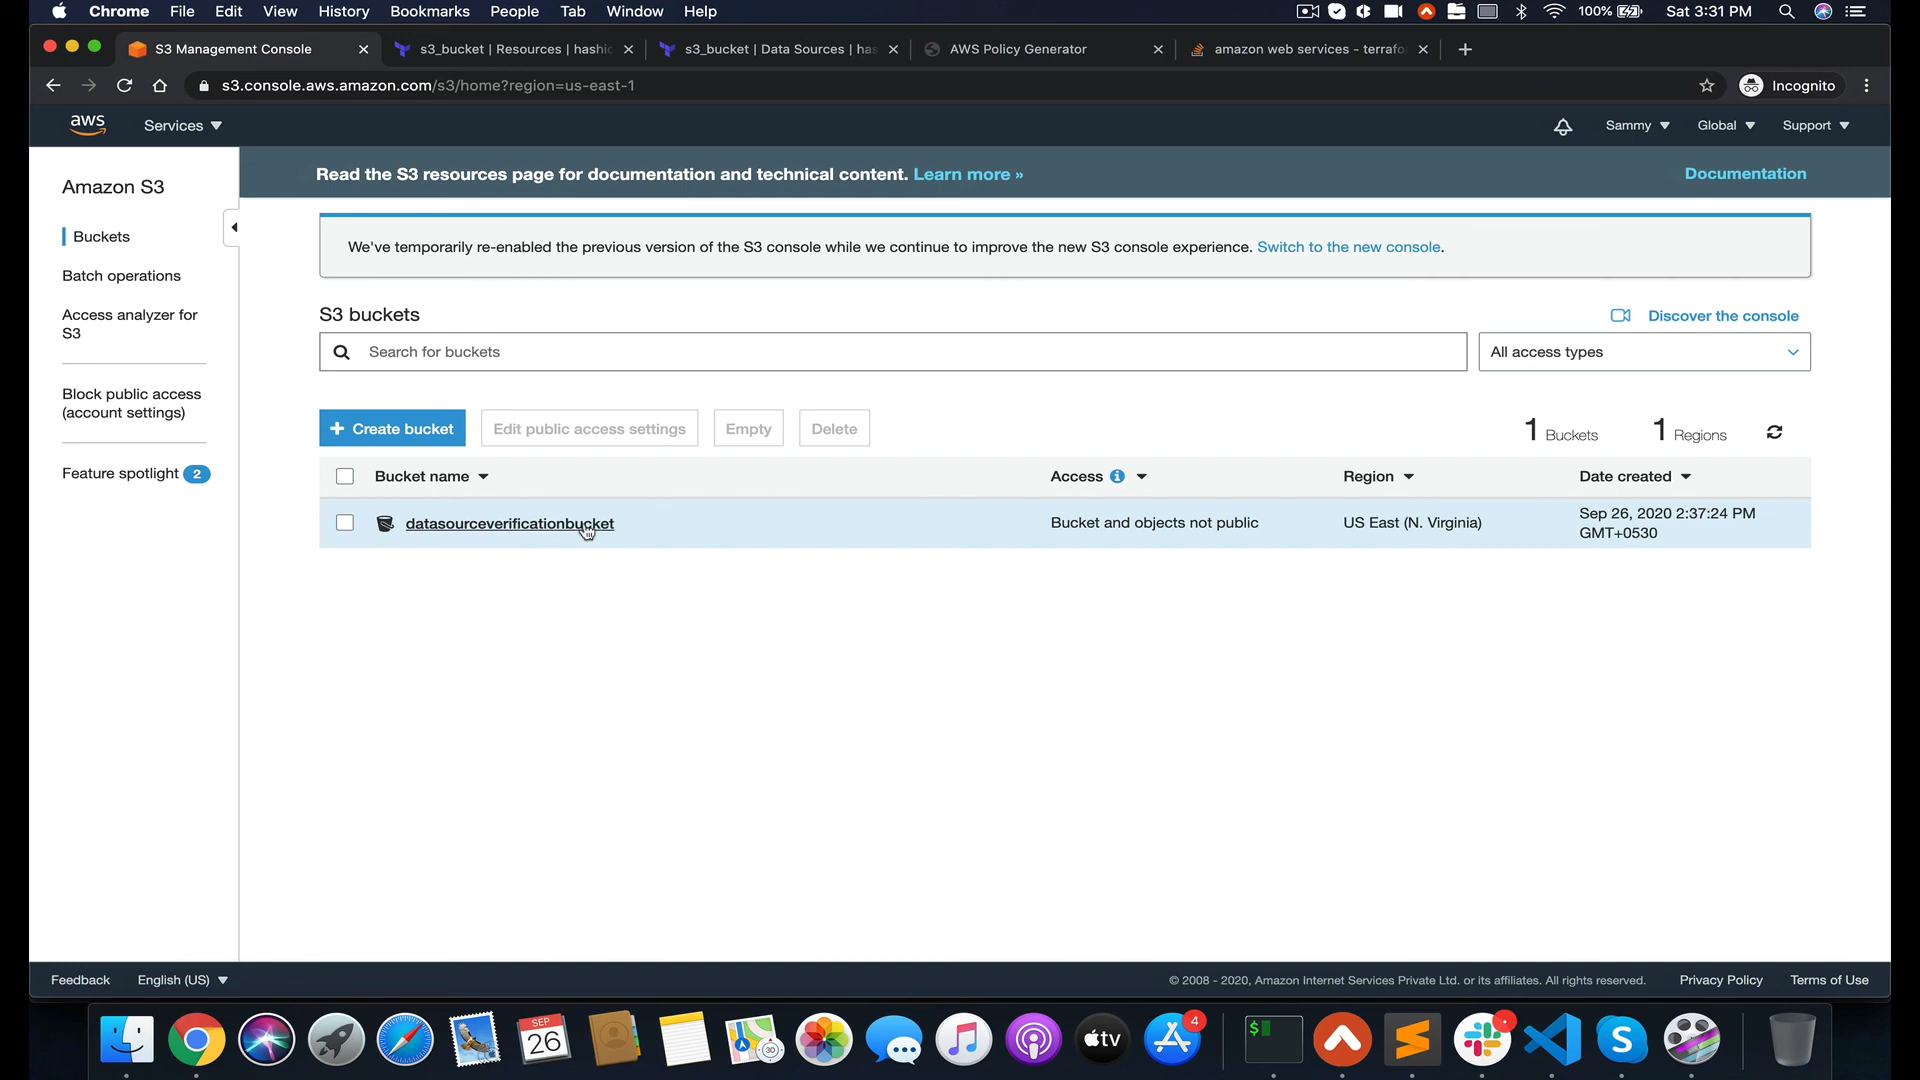 Chrome File Edit View History Bookmarks People Tab Window Help 100% Sat 3:31 PM
S3 Management Console s3_bucket | Resources | hashic s3_bucket | Data Sources | has AWS Policy Generator amazon web services - terrafo
s3.console.aws.amazon.com/s3/home?region=us-east-1 Incognito
aws Services Sammy Global Support
Read the S3 resources page for documentation and technical content. Learn more » Documentation
Amazon S3
Buckets
Batch operations
Access analyzer for
S3
Block public access
(account settings)
Feature spotlight 2
We've temporarily re-enabled the previous version of the S3 console while we continue to improve the new S3 console experience. Switch to the new console.
S3 buckets Discover the console
Search for buckets All access types
+ Create bucket Edit public access settings Empty Delete 1 Buckets 1 Regions
Bucket name Access Region Date created
datasourceverificationbucket Bucket and objects not public US East (N. Virginia) Sep 26, 2020 2:37:24 PM
GMT+0530
Feedback English (US) © 2008 - 2020, Amazon Internet Services Private Ltd. or its affiliates. All rights reserved. Privacy Policy Terms of Use
SEP
26
3D
tv
4
$